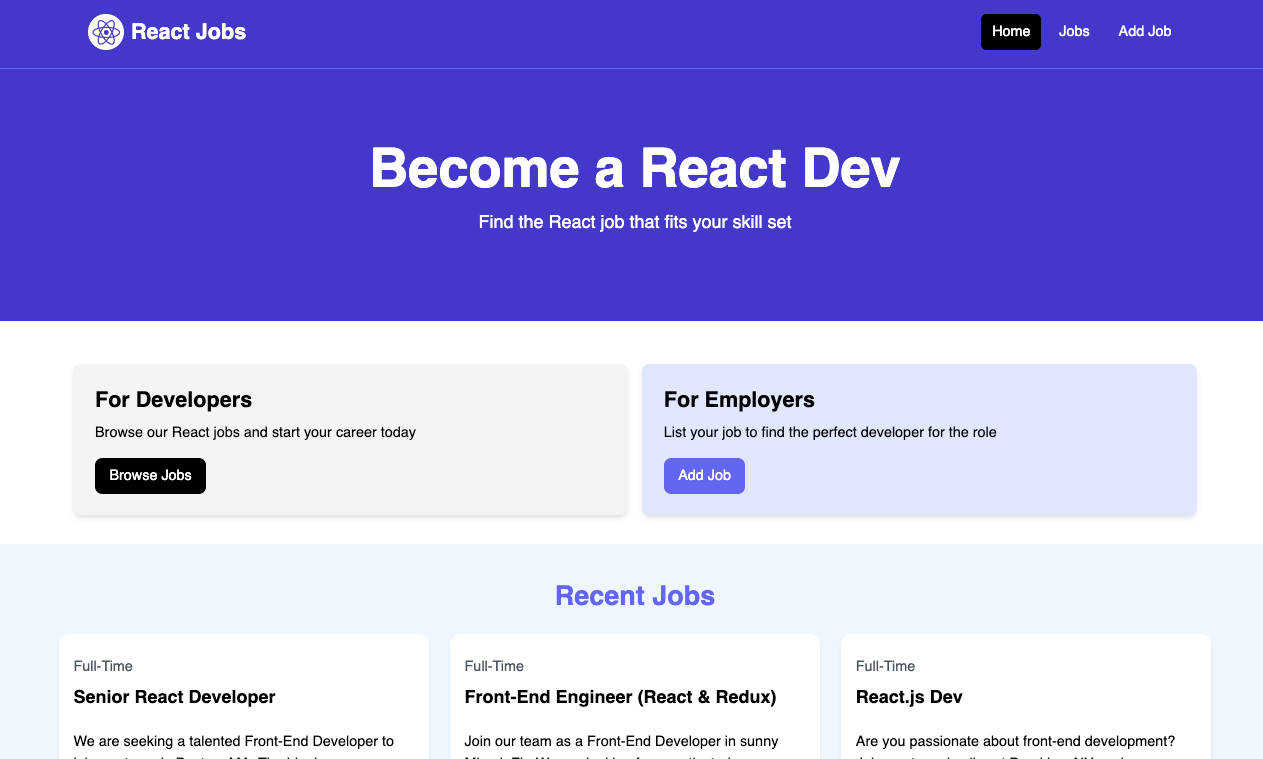 React Jobs
Home
Jobs
Add Job
Become a React Dev
Find the React job that fits your skill set
For Developers
Browse our React jobs and start your career today
Browse Jobs
For Employers
List your job to find the perfect developer for the role
Add Job
Recent Jobs
Full-Time
Senior React Developer
We are seeking a talented Front-End Developer to
Full-Time
Front-End Engineer (React & Redux)
Join our team as a Front-End Developer in sunny
Full-Time
React.js Dev
Are you passionate about front-end development?